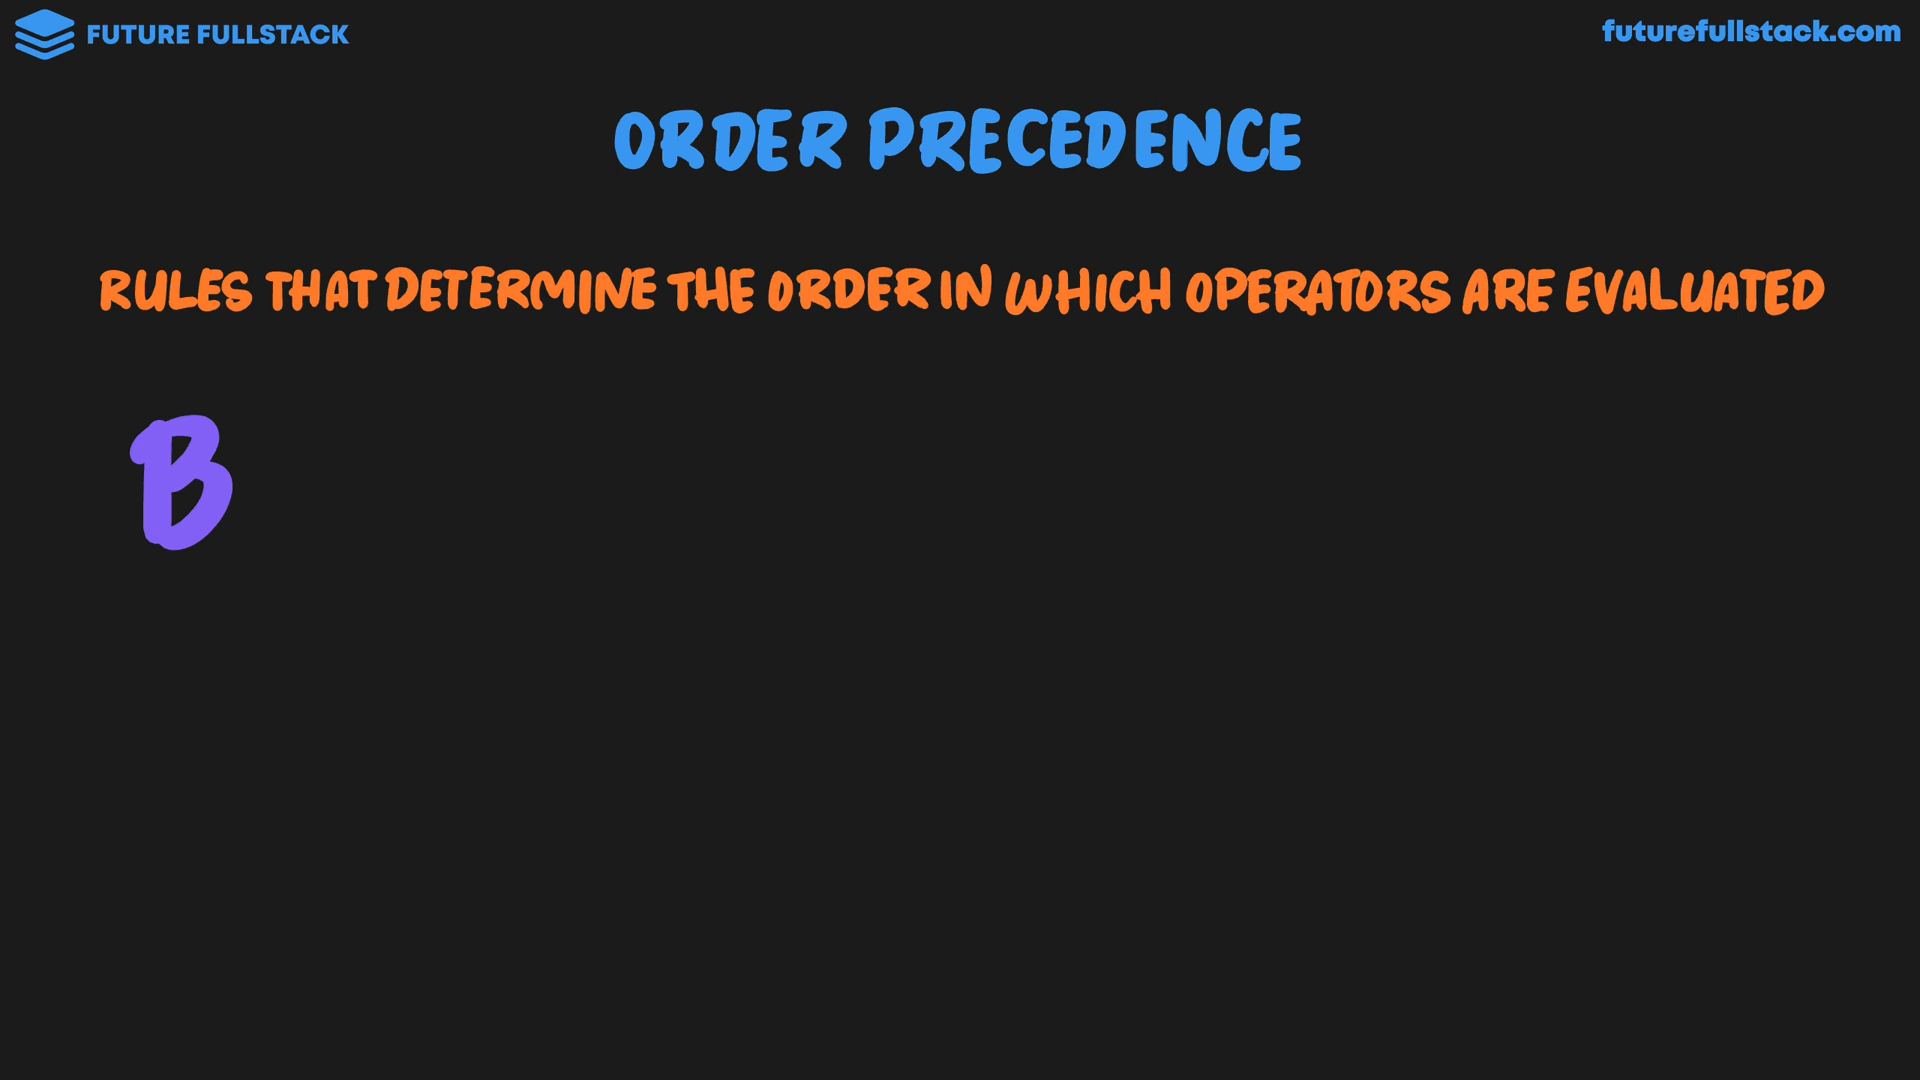 FUTURE FULLSTACK
futurefullstack.com
ORDER PRECEDENCE
RULES THAT DETERMINE THE ORDER IN WHICH OPERATORS ARE EVALUATED
B